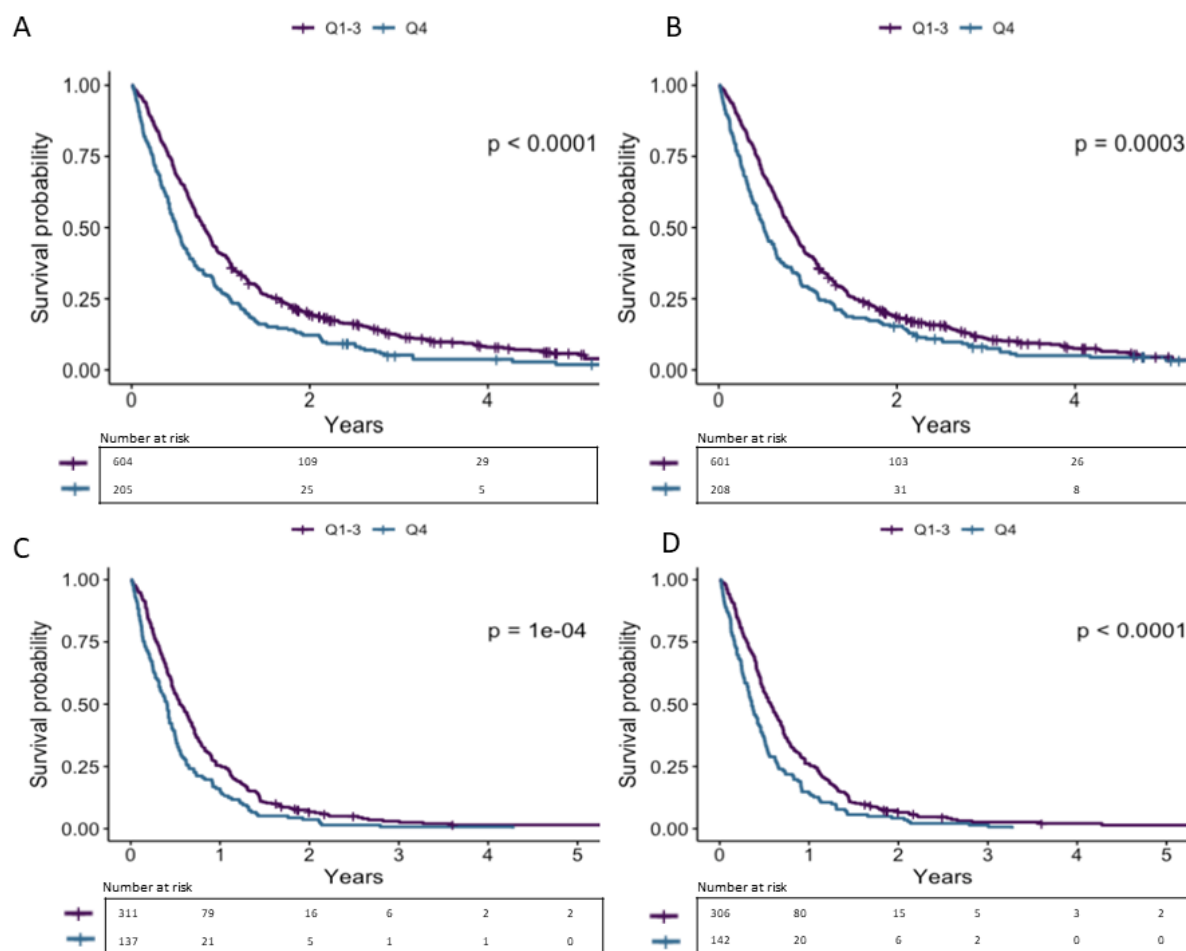 A
Q1-3 Q4
Survival probability
1.00
0.75
0.50
0.25
0.00
p < 0.0001
0 2 4
Years
Number at risk
604 109 29
205 25 5
B
Q1-3 Q4
Survival probability
1.00
0.75
0.50
0.25
0.00
p = 0.0003
0 2 4
Years
Number at risk
601 103 26
208 31 8
C
Q1-3 Q4
Survival probability
1.00
0.75
0.50
0.25
0.00
p = 1e-04
0 1 2 3 4 5
Years
Number at risk
311 79 16 6 2 2
137 21 5 1 1 0
D
Q1-3 Q4
Survival probability
1.00
0.75
0.50
0.25
0.00
p < 0.0001
0 1 2 3 4 5
Years
Number at risk
306 80 15 5 3 2
142 20 6 2 0 0